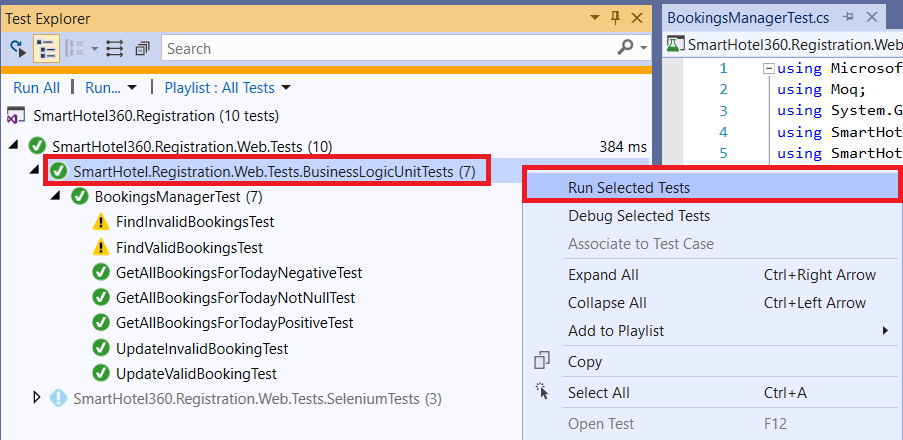 Test Explorer
Search
Run All | Run... | Playlist : All Tests
SmartHotel360.Registration (10 tests)
SmartHotel360.Registration.Web.Tests (10) 384 ms
SmartHotel.Registration.Web.Tests.BusinessLogicUnitTests (7)
BookingsManagerTest (7)
FindInvalidBookingsTest
FindValidBookingsTest
GetAllBookingsForTodayNegativeTest
GetAllBookingsForTodayNotNullTest
GetAllBookingsForTodayPositiveTest
UpdateInvalidBookingTest
UpdateValidBookingTest
SmartHotel360.Registration.Web.Tests.SeleniumTests (3)
BookingsManagerTest.cs
SmartHotel360.Registration.Web
1 using Microsof
2 using Moq;
3 using System.G
4 using SmartHot
5 using SmartHot
Run Selected Tests
Debug Selected Tests
Associate to Test Case
Expand All Ctrl+Right Arrow
Collapse All Ctrl+Left Arrow
Add to Playlist
Copy
Select All Ctrl+A
Open Test F12